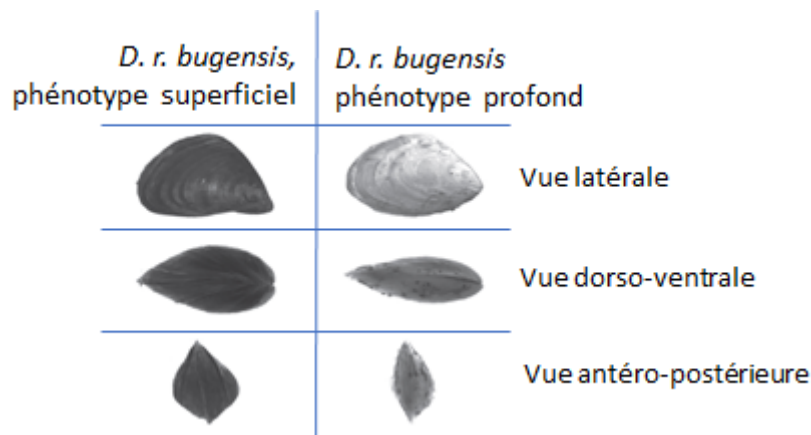 D. r. bugensis,
phénotype superficiel
D. r. bugensis
phénotype profond
Vue latérale
Vue dorso-ventrale
Vue antéro-postérieure